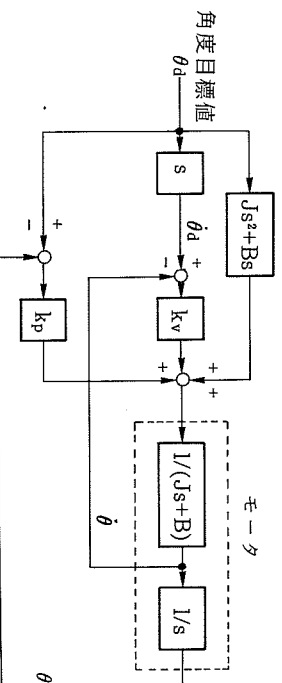 角度目標値
θd
Js²+Bs
s
θ̇d
+
−
kv
+
−
kp
+
+
+
モータ
1/(Js+B)
1/s
θ̇
θ